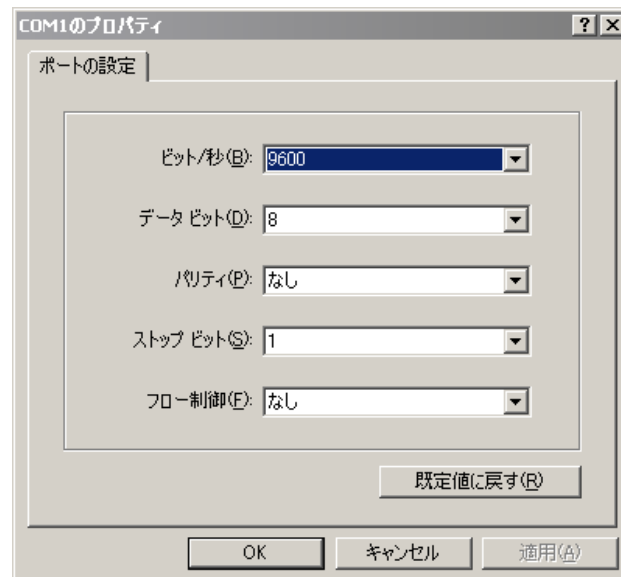 COM1のプロパティ
ポートの設定
ビット/秒(B): 9600
データ ビット(D): 8
パリティ(P): なし
ストップ ビット(S): 1
フロー制御(F): なし
既定値に戻す(R)
OK キャンセル 適用(A)